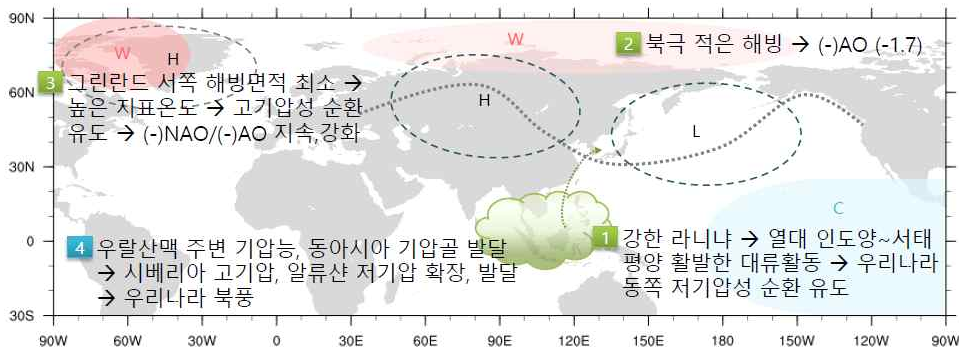 90N
60N
30N
0
30S
90W
60W
30W
0
30E
60E
90E
120E
150E
180E
150W
120W
90W
W
H
W
H
L
C
2 북극 적은 해빙 → (-)AO (-1.7)
3 그린란드 서쪽 해빙면적 최소 →
높은 지표온도 → 고기압성 순환
유도 → (-)NAO/(-)AO 지속,강화
4 우랄산맥 주변 기압능, 동아시아 기압골 발달
→ 시베리아 고기압, 알류샨 저기압 확장, 발달
→ 우리나라 북풍
1 강한 라니냐 → 열대 인도양~서태
평양 활발한 대류활동 → 우리나라
동쪽 저기압성 순환 유도